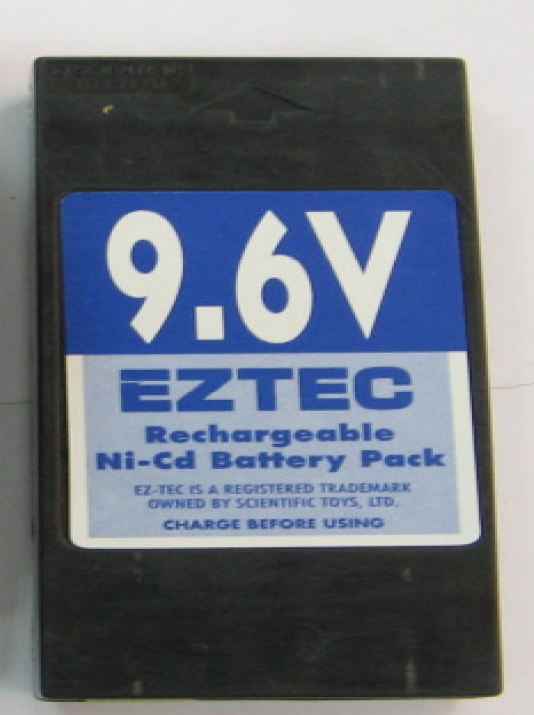 9.6V
EZTEC
Rechargeable
Ni-Cd Battery Pack
EZ-TEC IS A REGISTERED TRADEMARK
OWNED BY SCIENTIFIC TOYS, LTD.
CHARGE BEFORE USING